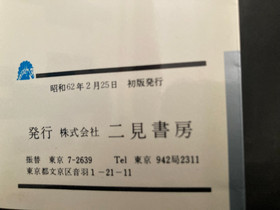 昭和62年2月25日　初版発行
発行 株式会社 二見書房
振替 東京 7-2639　Tel 東京 942局2311
東京都文京区音羽1-21-11